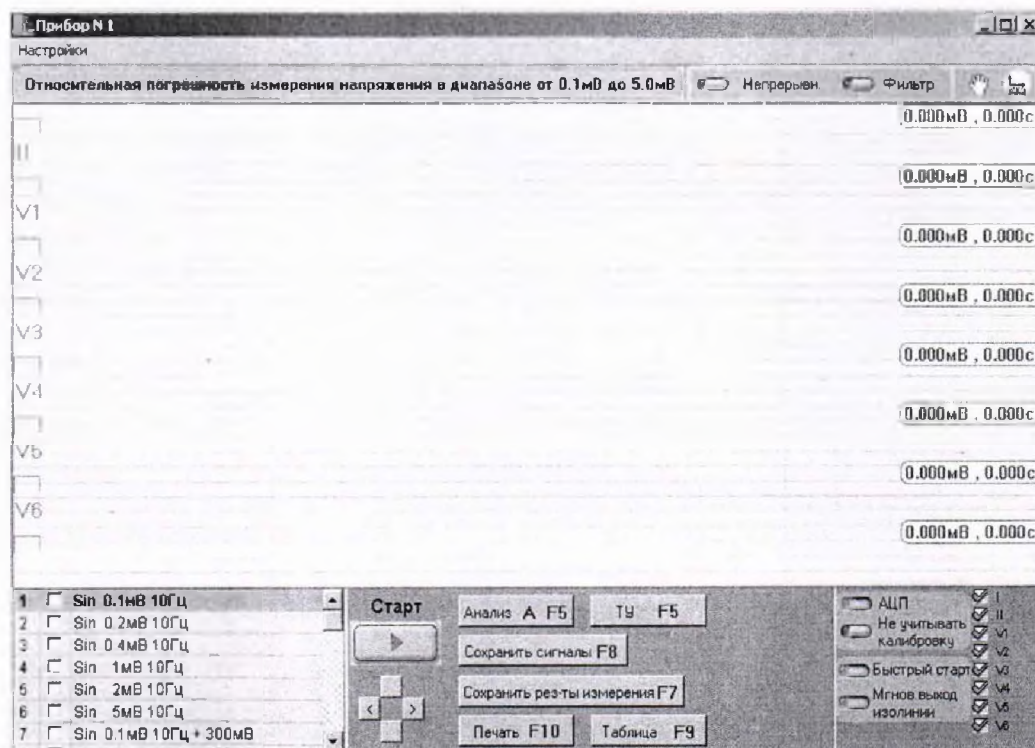 Прибор N 1
Настройки
Относительная погрешность измерения напряжения в диапазоне от 0.1мВ до 5.0мВ Непрерывн. Фильтр
0.000мВ , 0.000с
II
0.000мВ , 0.000с
V1
0.000мВ , 0.000с
V2
0.000мВ , 0.000с
V3
0.000мВ , 0.000с
V4
0.000мВ , 0.000с
V5
0.000мВ , 0.000с
V6
0.000мВ , 0.000с
1 Sin 0.1мВ 10Гц
2 Sin 0.2мВ 10Гц
3 Sin 0.4мВ 10Гц
4 Sin 1мВ 10Гц
5 Sin 2мВ 10Гц
6 Sin 5мВ 10Гц
7 Sin 0.1мВ 10Гц + 300мВ
Старт
Анализ А F5
ТУ F5
Сохранить сигналы F8
Сохранить рез-ты измерения F7
Печать F10
Таблица F9
АЦП
Не учитывать
калибровку
Быстрый старт
Мгнов.выход
изолинии
I
II
V1
V2
V3
V4
V5
V6